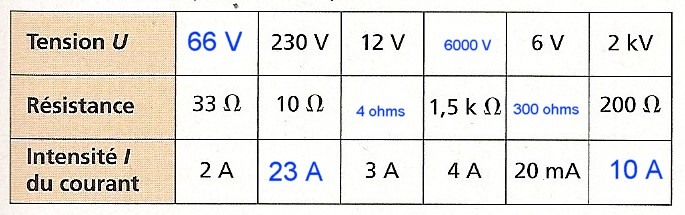 Tension U 66 V 230 V 12 V 6000 V 6 V 2 kV
Résistance 33 Ω 10 Ω 4 ohms 1,5 k Ω 300 ohms 200 Ω
Intensité I
du courant 2 A 23 A 3 A 4 A 20 mA 10 A